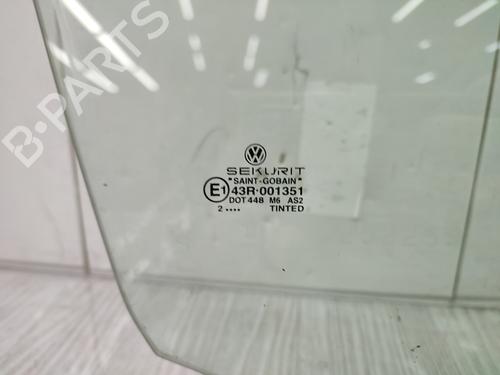 B-PARTS
VW
SEKURIT
"SAINT-GOBAIN"
E1 43R-001351
DOT 448 M6 AS2
2 •••• TINTED